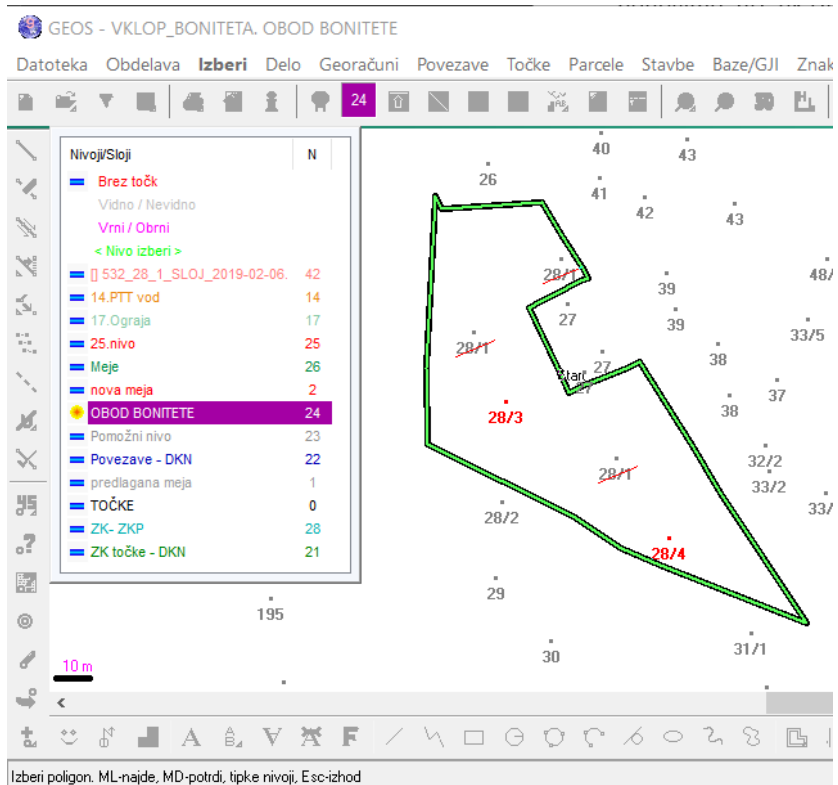 GEOS - VKLOP_BONITETA. OBOD BONITETE
Datoteka Obdelava Izberi Delo Georačuni Povezave Točke Parcele Stavbe Baze/GJI Znak
24
Nivoji/Sloji N
Brez točk
Vidno / Nevidno
Vrni / Obrni
< Nivo izberi >
[] 532_28_1_SLOJ_2019-02-06. 42
14.PTT vod 14
17.Ograja 17
25.nivo 25
Meje 26
nova meja 2
OBOD BONITETE 24
Pomožni nivo 23
Povezave - DKN 22
predlagana meja 1
TOČKE 0
ZK- ZKP 28
ZK točke - DKN 21
40
43
26
41
42
43
28/1
48/
39
27
39
33/5
28/1
38
27
Start
27
37
28/3
38
32/2
28/1
33/2
28/2
33/
28/4
29
195
31/1
30
10 m
A A B F
Izberi poligon. ML-najde, MD-potrdi, tipke nivoji, Esc-izhod